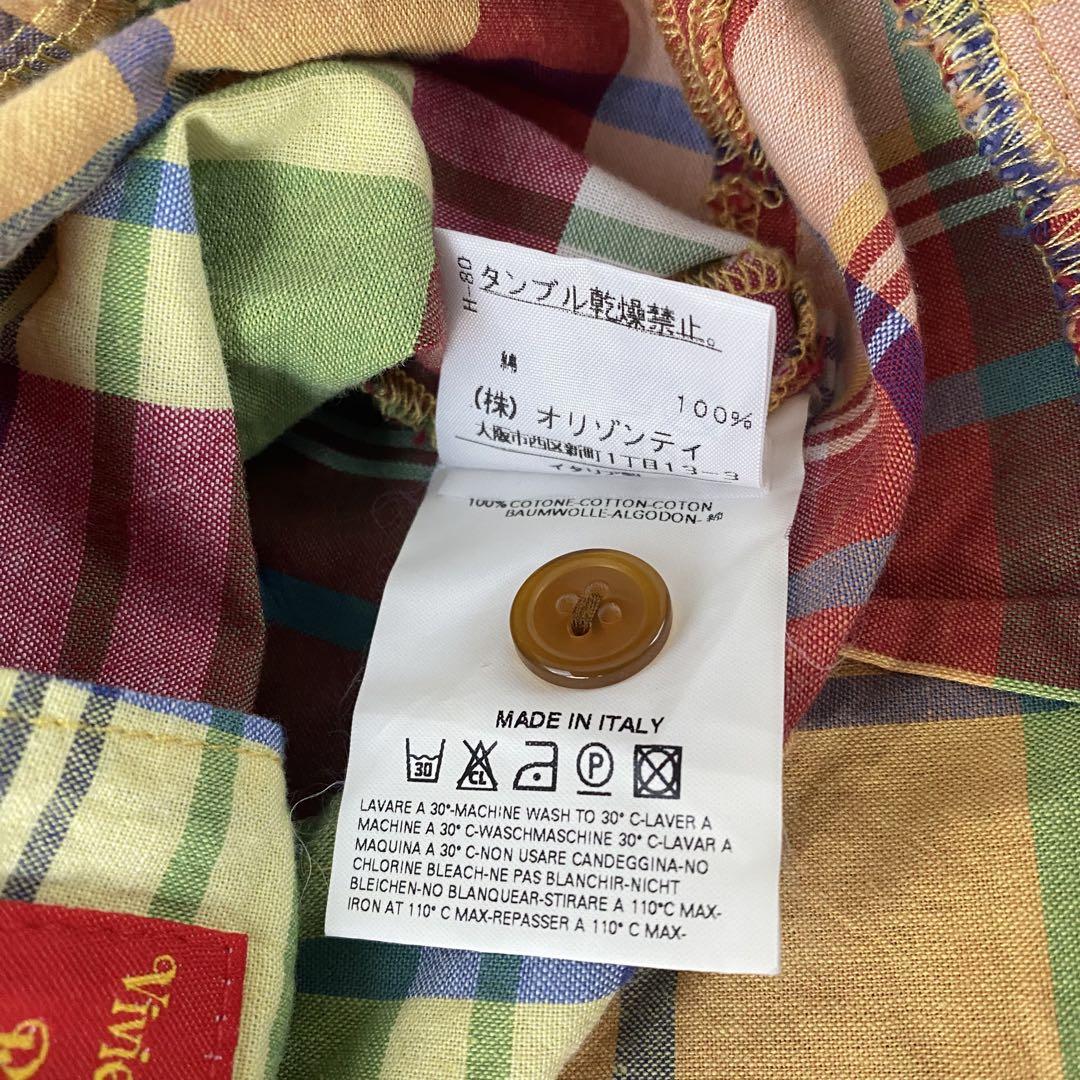 H-80
タンブル乾燥禁止。
綿
100%
(株) オリゾンティ
大阪市西区新町1丁目13-3
100% COTONE-COTTON-COTON
BAUMWOLLE-ALGODON-綿
MADE IN ITALY
30 CL P
LAVARE A 30°-MACHINE WASH TO 30° C-LAVER A
MACHINE A 30° C-WASCHMASCHINE 30° C-LAVAR A
MAQUINA A 30° C-NON USARE CANDEGGINA-NO
CHLORINE BLEACH-NE PAS BLANCHIR-NICHT
BLEICHEN-NO BLANQUEAR-STIRARE A 110°C MAX-
IRON AT 110° C MAX-REPASSER A 110° C MAX-
Vivie